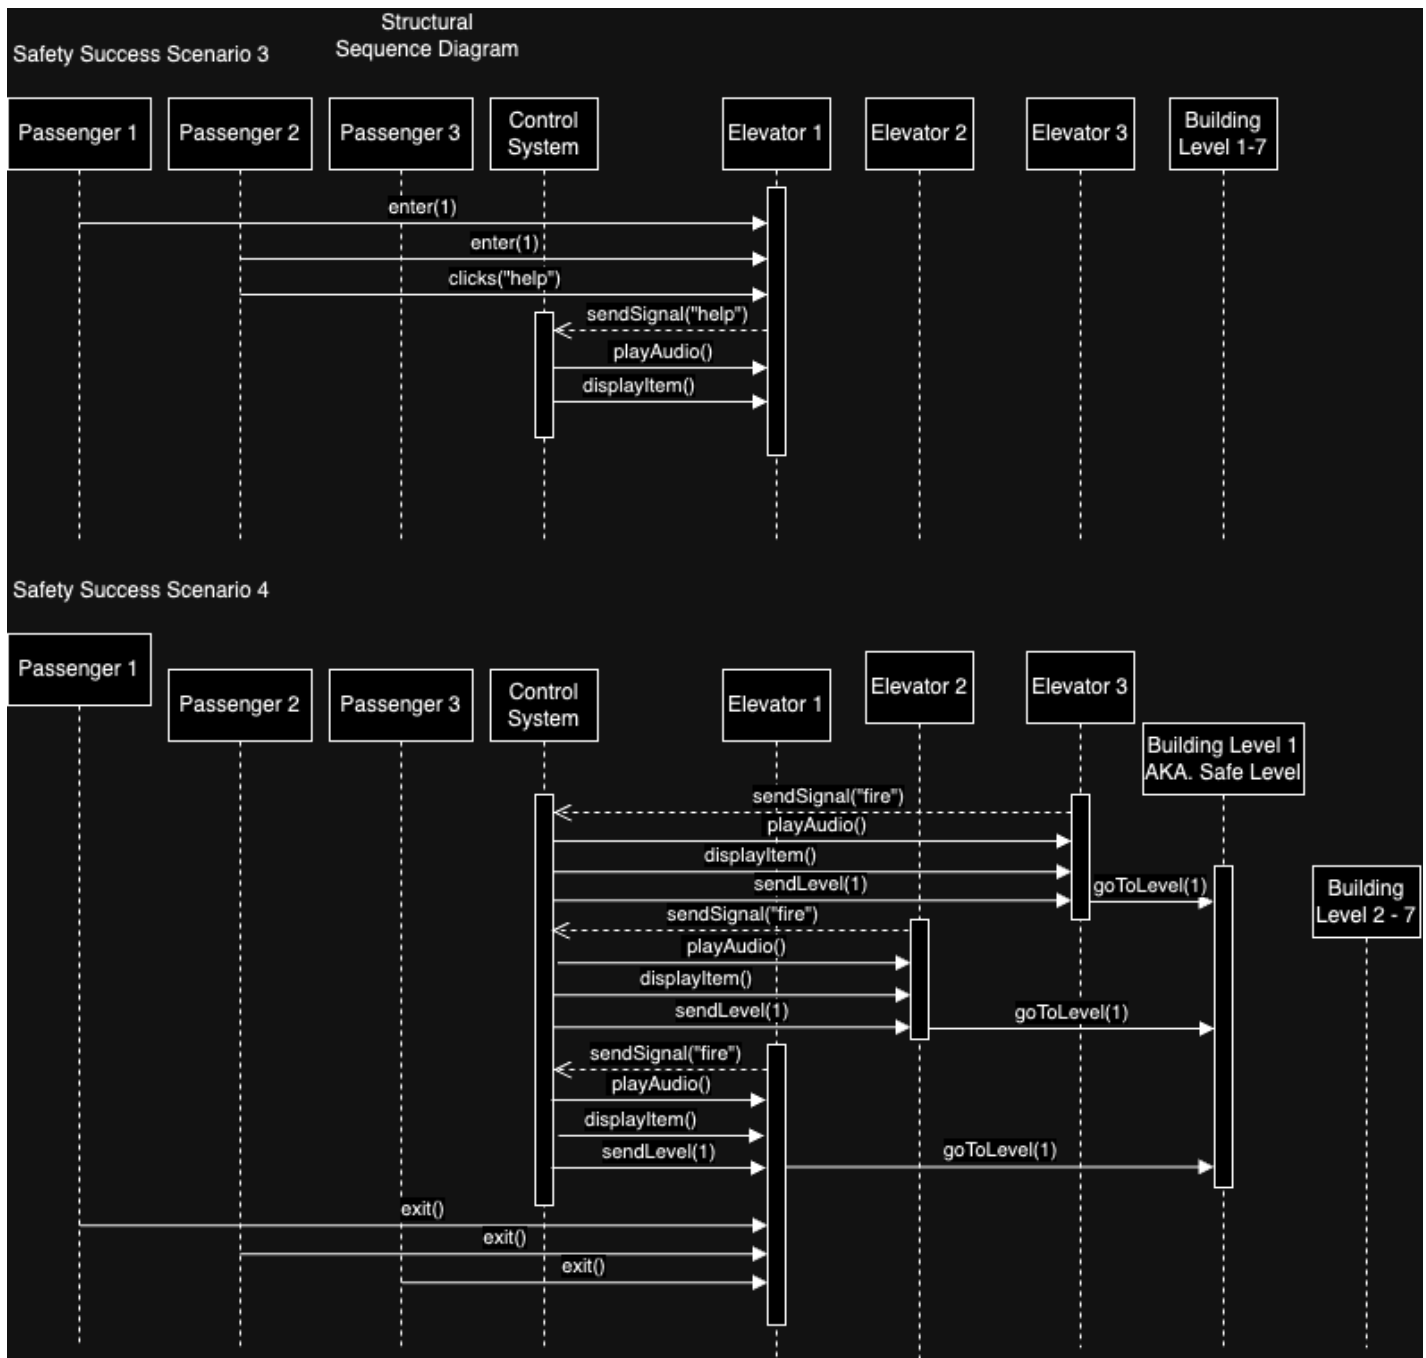 Structural
Sequence Diagram
Safety Success Scenario 3
Passenger 1
Passenger 2
Passenger 3
Control
System
Elevator 1
Elevator 2
Elevator 3
Building
Level 1-7
enter(1)
enter(1)
clicks("help")
sendSignal("help")
playAudio()
displayItem()
Safety Success Scenario 4
Passenger 1
Passenger 2
Passenger 3
Control
System
Elevator 1
Elevator 2
Elevator 3
Building Level 1
AKA. Safe Level
sendSignal("fire")
playAudio()
displayItem()
sendLevel(1)
goToLevel(1)
Building
Level 2 - 7
sendSignal("fire")
playAudio()
displayItem()
sendLevel(1)
goToLevel(1)
sendSignal("fire")
playAudio()
displayItem()
sendLevel(1)
goToLevel(1)
exit()
exit()
exit()